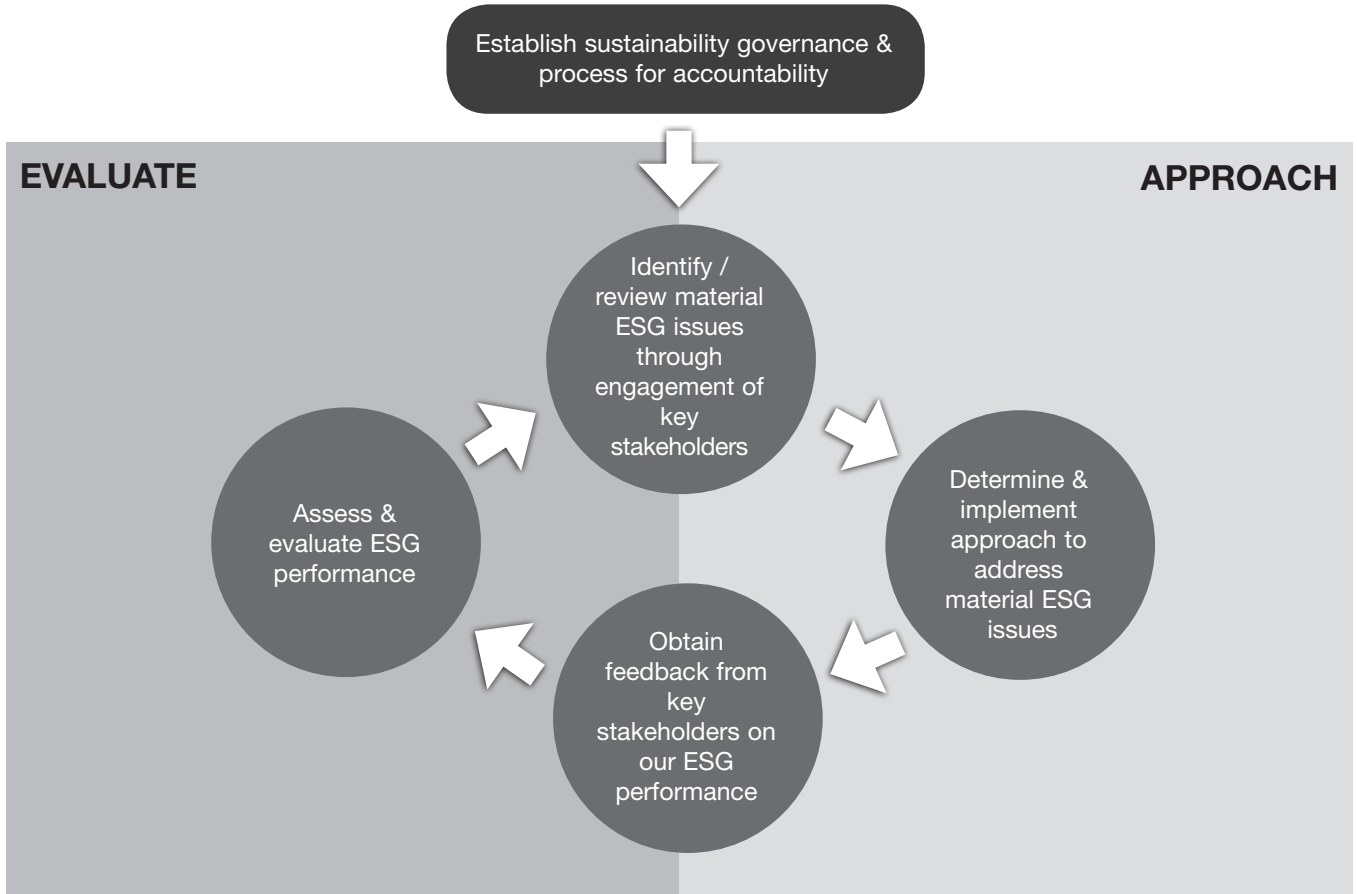 Establish sustainability governance &
process for accountability
EVALUATE
APPROACH
Identify /
review material
ESG issues
through
engagement of
key
stakeholders
Determine &
implement
approach to
address
material ESG
issues
Obtain
feedback from
key
stakeholders on
our ESG
performance
Assess &
evaluate ESG
performance